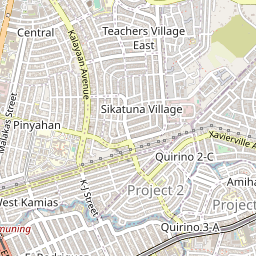 Central
Teachers Village
East
Kalayaan Avenue
Malakas Street
Sikatuna Village
Pinyahan
Xavierville A
Quirino 2-C
Project 2
Amiha
West Kamias
K-J Street
Project
Quirino 3-A
muning